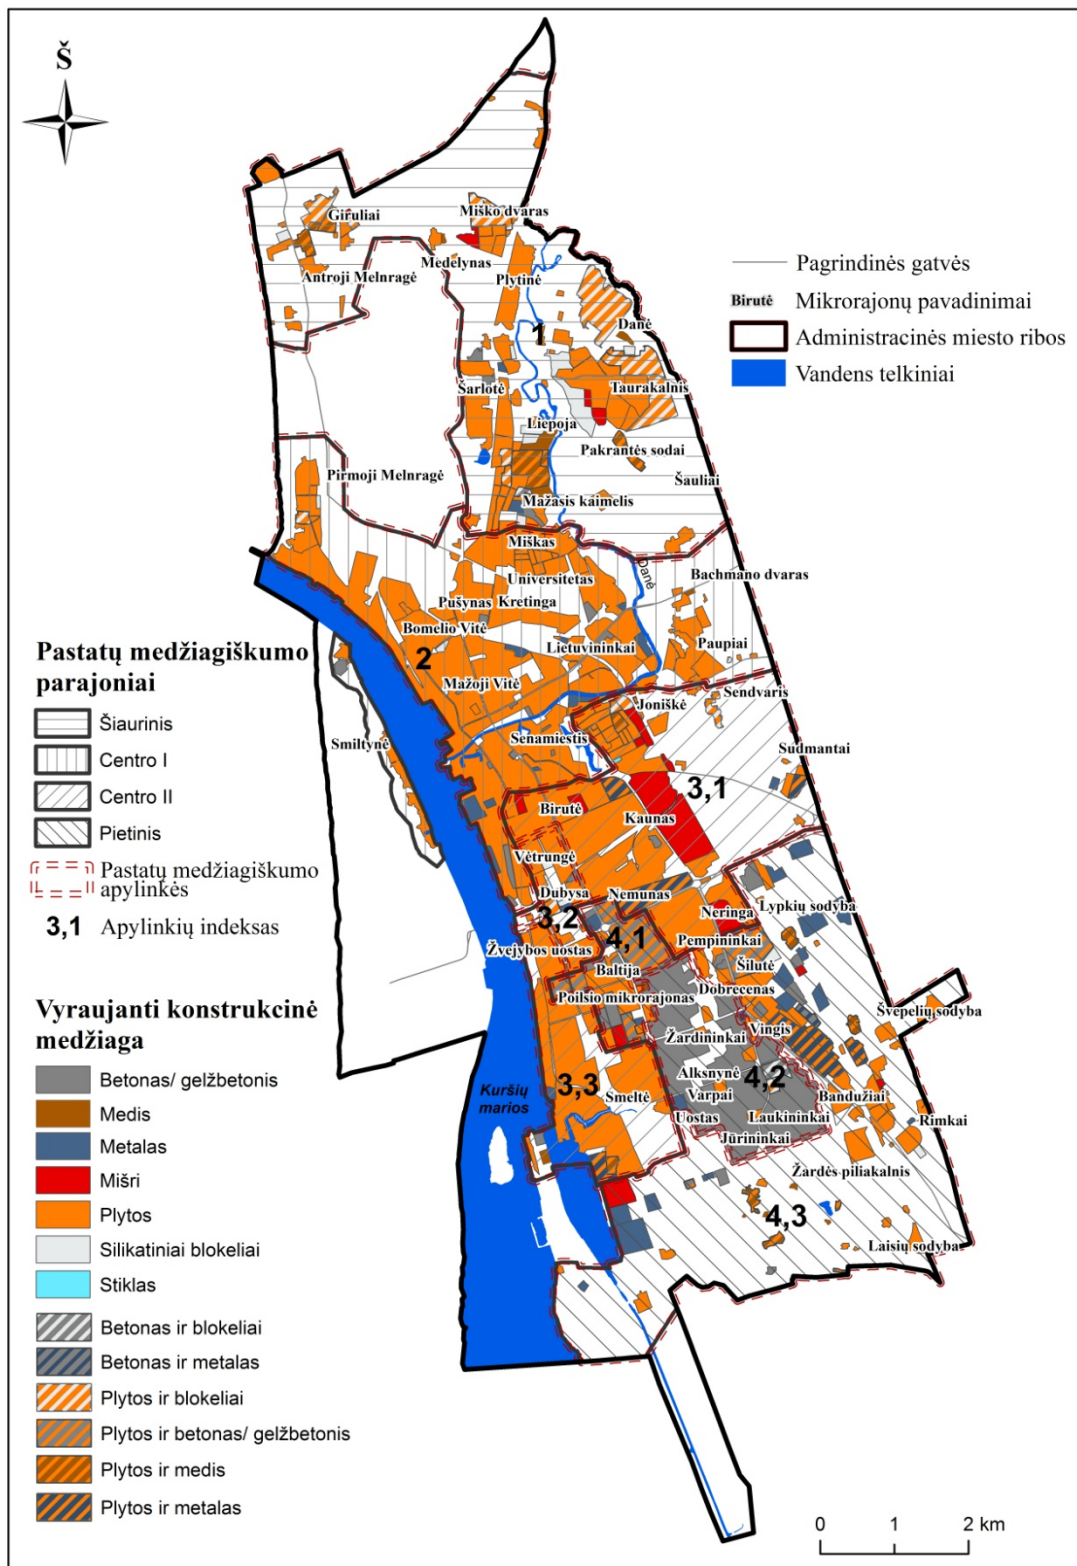 Š
Giruliai
Miško dvaras
Medelynas
Antroji Melnragė
Plytinė
Danė
1
Šarlotė
Taurakalnis
Liepoja
Pakrantės sodai
Pirmoji Melnragė
Šauliai
Mažasis kaimelis
Miškas
Danė
Universitetas
Bachmano dvaras
Pušynas
Kretinga
Bomelio Vitė
Lietuvininkai
Paupiai
2
Mažoji Vitė
Sendvaris
Joniškė
Smiltynė
Senamiestis
Sudmantai
3,1
Birutė
Kaunas
Vėtrungė
Dubysa
Nemunas
Neringa
Lypkių sodyba
3,2
4,1
Pempininkai
Žvejybos uostas
Šilutė
Baltija
Dobrecenas
Poilsio mikrorajonas
Švepelių sodyba
Vingis
Žardininkai
Alksnynė
4,2
3,3
Smeltė
Varpai
Bandužiai
Uostas
Laukininkai
Rimkai
Jūrininkai
Kuršių
marios
Žardės piliakalnis
4,3
Laisių sodyba
Pagrindinės gatvės
Birutė Mikrorajonų pavadinimai
Administracinės miesto ribos
Vandens telkiniai
Pastatų medžiagiškumo
parajoniai
Šiaurinis
Centro I
Centro II
Pietinis
Pastatų medžiagiškumo
apylinkės
3,1 Apylinkių indeksas
Vyraujanti konstrukcinė
medžiaga
Betonas/ gelžbetonis
Medis
Metalas
Mišri
Plytos
Silikatiniai blokeliai
Stiklas
Betonas ir blokeliai
Betonas ir metalas
Plytos ir blokeliai
Plytos ir betonas/ gelžbetonis
Plytos ir medis
Plytos ir metalas
0 1 2 km